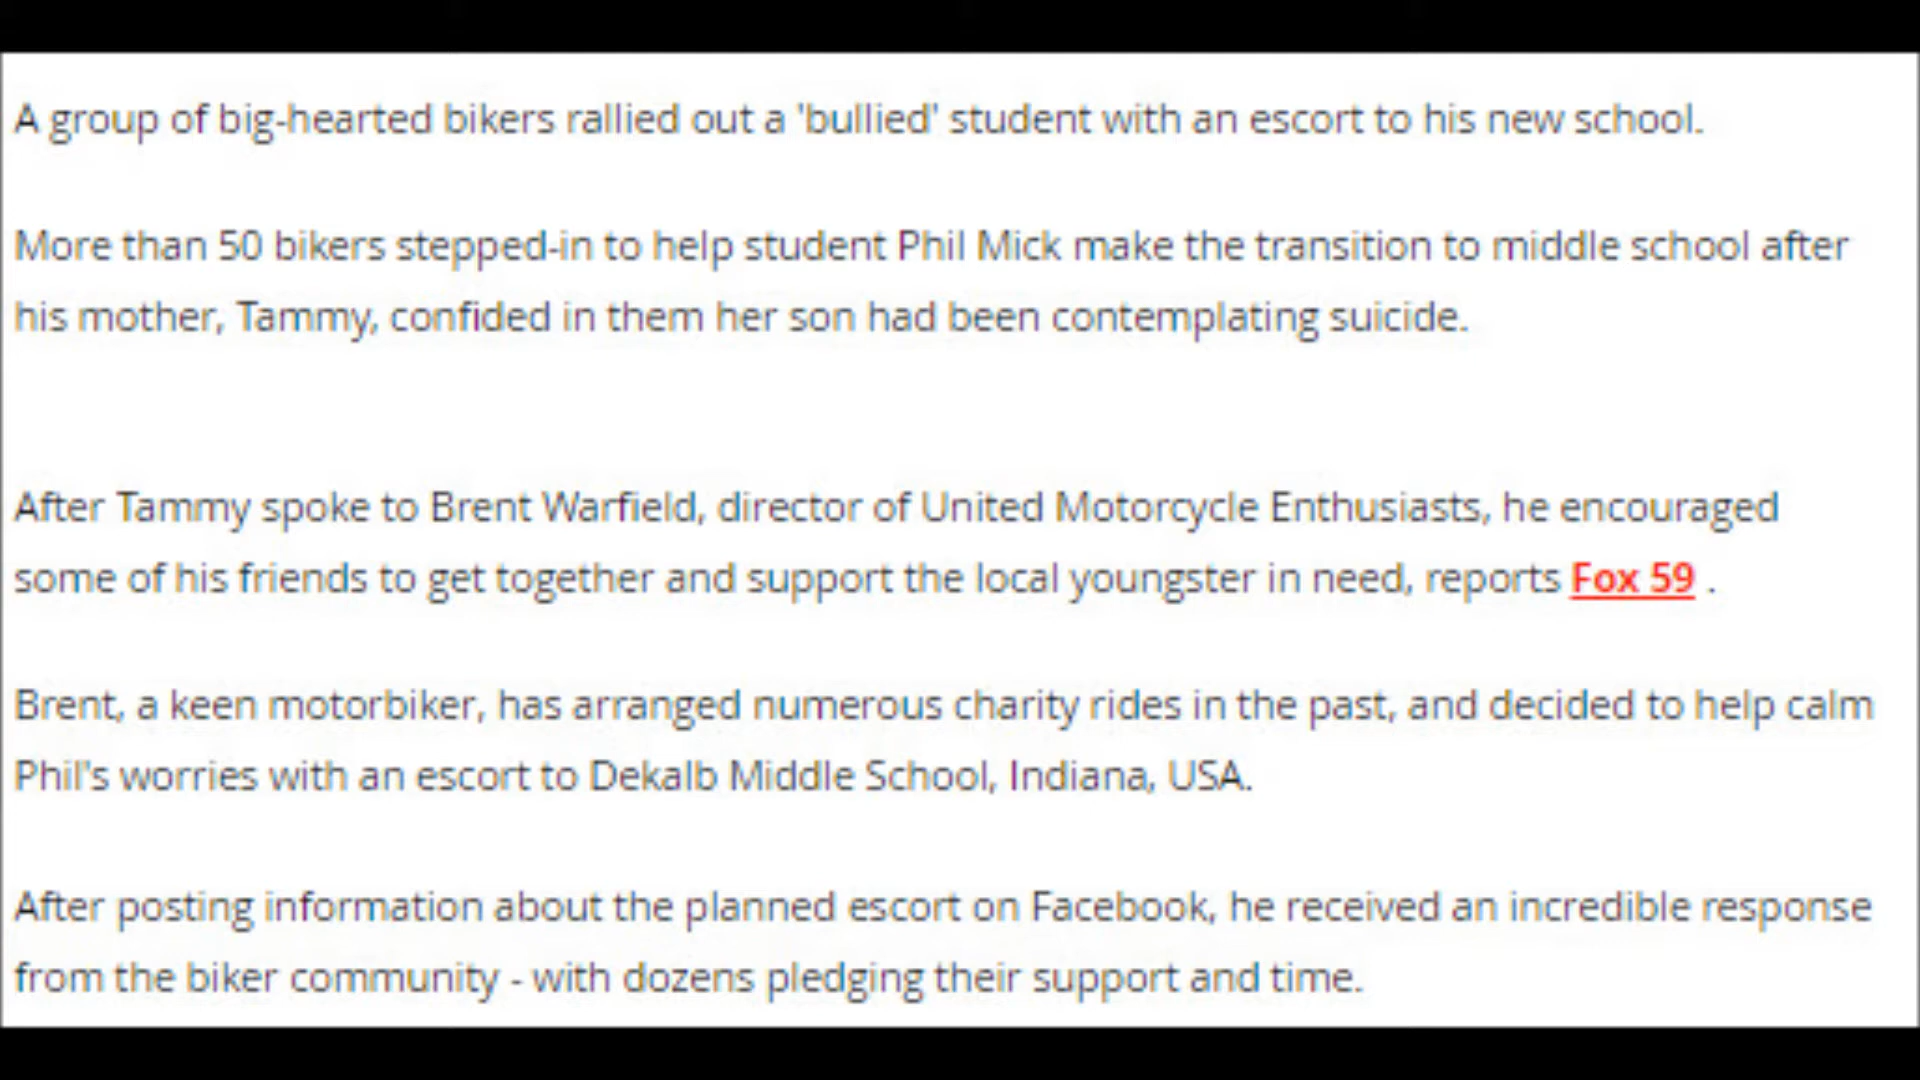 A group of big-hearted bikers rallied out a 'bullied' student with an escort to his new school.
More than 50 bikers stepped-in to help student Phil Mick make the transition to middle school after
his mother, Tammy, confided in them her son had been contemplating suicide.
After Tammy spoke to Brent Warfield, director of United Motorcycle Enthusiasts, he encouraged
some of his friends to get together and support the local youngster in need, reports Fox 59 .
Brent, a keen motorbiker, has arranged numerous charity rides in the past, and decided to help calm
Phil's worries with an escort to Dekalb Middle School, Indiana, USA.
After posting information about the planned escort on Facebook, he received an incredible response
from the biker community - with dozens pledging their support and time.